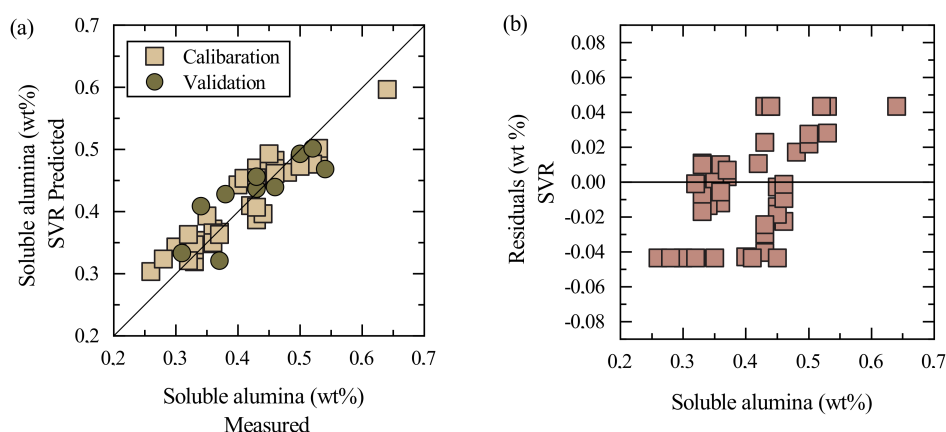 (a)
Soluble alumina (wt%)
SVR Predicted
0.7
0.6
0.5
0.4
0.3
0.2
Calibaration
Validation
0.2 0.3 0.4 0.5 0.6 0.7
Soluble alumina (wt%)
Measured
(b)
Residuals (wt %)
SVR
0.08
0.06
0.04
0.02
0.00
-0.02
-0.04
-0.06
-0.08
0.2 0.3 0.4 0.5 0.6 0.7
Soluble alumina (wt%)